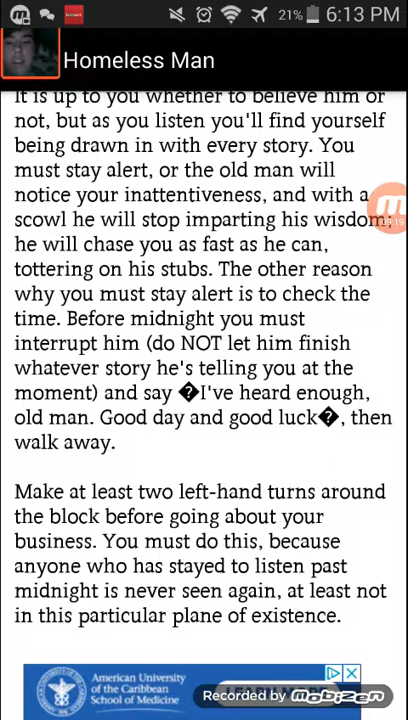 21% 6:13 PM
Homeless Man
It is up to you whether to believe him or
not, but as you listen you'll find yourself
being drawn in with every story. You
must stay alert, or the old man will
notice your inattentiveness, and with a
scowl he will stop imparting his wisdom;
he will chase you as fast as he can,
tottering on his stubs. The other reason
why you must stay alert is to check the
time. Before midnight you must
interrupt him (do NOT let him finish
whatever story he's telling you at the
moment) and say �I've heard enough,
old man. Good day and good luck�, then
walk away.
Make at least two left-hand turns around
the block before going about your
business. You must do this, because
anyone who has stayed to listen past
midnight is never seen again, at least not
in this particular plane of existence.
American University
of the Caribbean
School of Medicine
Recorded by mobizen